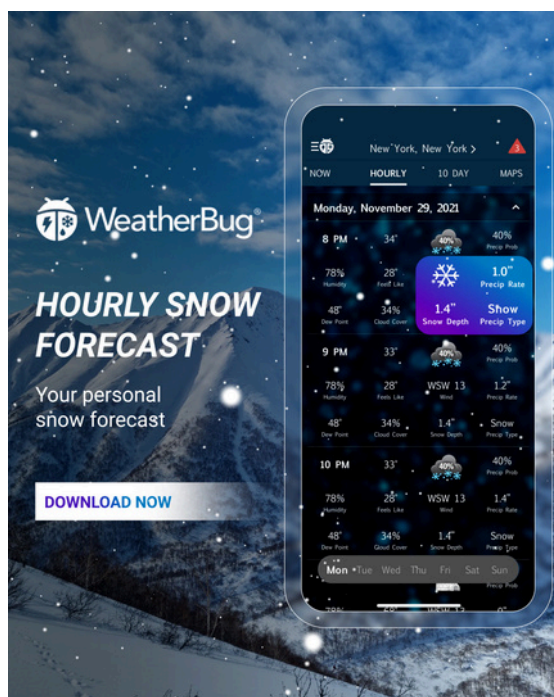 WeatherBug®
HOURLY SNOW
FORECAST
Your personal
snow forecast
DOWNLOAD NOW
New York, New York >
3
NOW HOURLY 10 DAY MAPS
Monday, November 29, 2021
8 PM 34° 40% 40%
Precip Prob
78% 28° 1.0"
Humidity Feels Like Precip Rate
48° 34% 1.4" Snow
Dew Point Cloud Cover Snow Depth Precip Type
9 PM 33° 40% 40%
Precip Prob
78% 28° WSW 13 1.2"
Humidity Feels Like Wind Precip Rate
48° 34% 1.4" Snow
Dew Point Cloud Cover Snow Depth Precip Type
10 PM 33° 40% 40%
Precip Prob
78% 28° WSW 13 1.4"
Humidity Feels Like Wind Precip Rate
48° 34% 1.4" Snow
Dew Point Cloud Cover Snow Depth Precip Type
Mon Tue Wed Thu Fri Sat Sun
Precip Prob